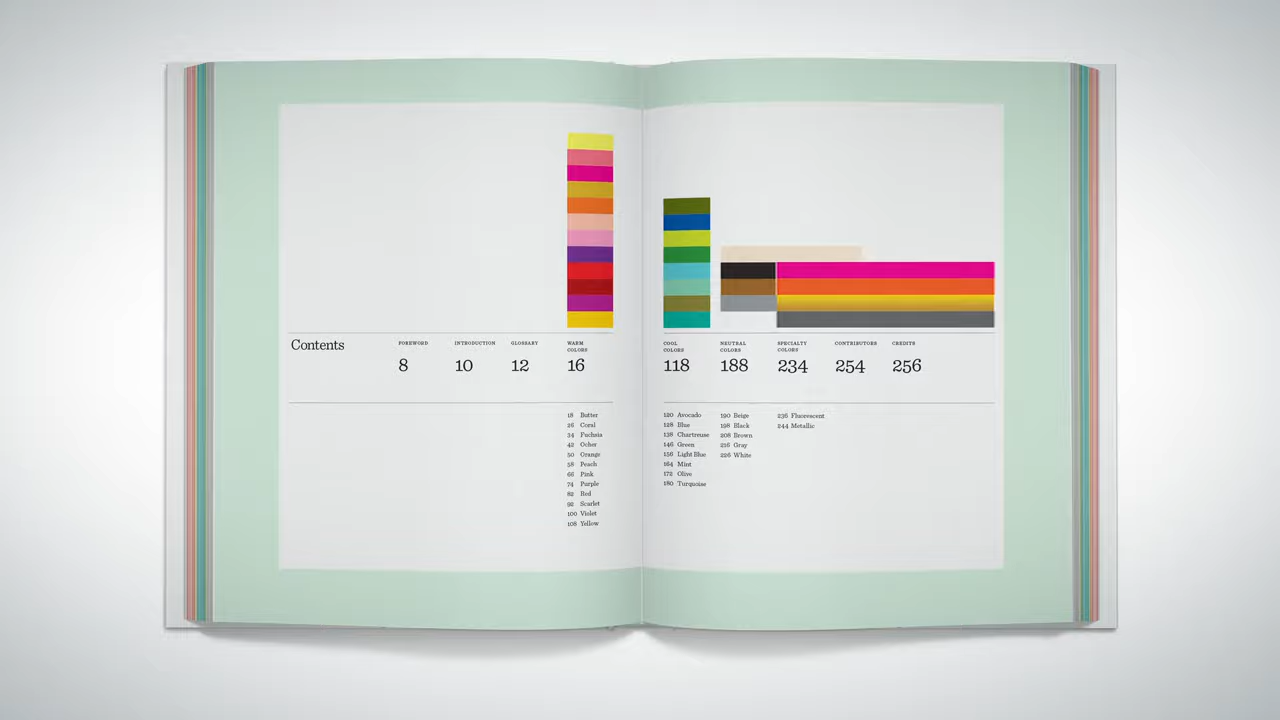 Contents
FOREWORD
8
INTRODUCTION
10
GLOSSARY
12
WARM
COLORS
16
COOL
COLORS
118
NEUTRAL
COLORS
188
SPECIALTY
COLORS
234
CONTRIBUTORS
254
CREDITS
256
18 Butter
26 Coral
34 Fuchsia
42 Ocher
50 Orange
58 Peach
66 Pink
74 Purple
82 Red
92 Scarlet
100 Violet
108 Yellow
120 Avocado
128 Blue
138 Chartreuse
146 Green
156 Light Blue
164 Mint
172 Olive
180 Turquoise
190 Beige
198 Black
208 Brown
216 Gray
226 White
236 Fluorescent
244 Metallic